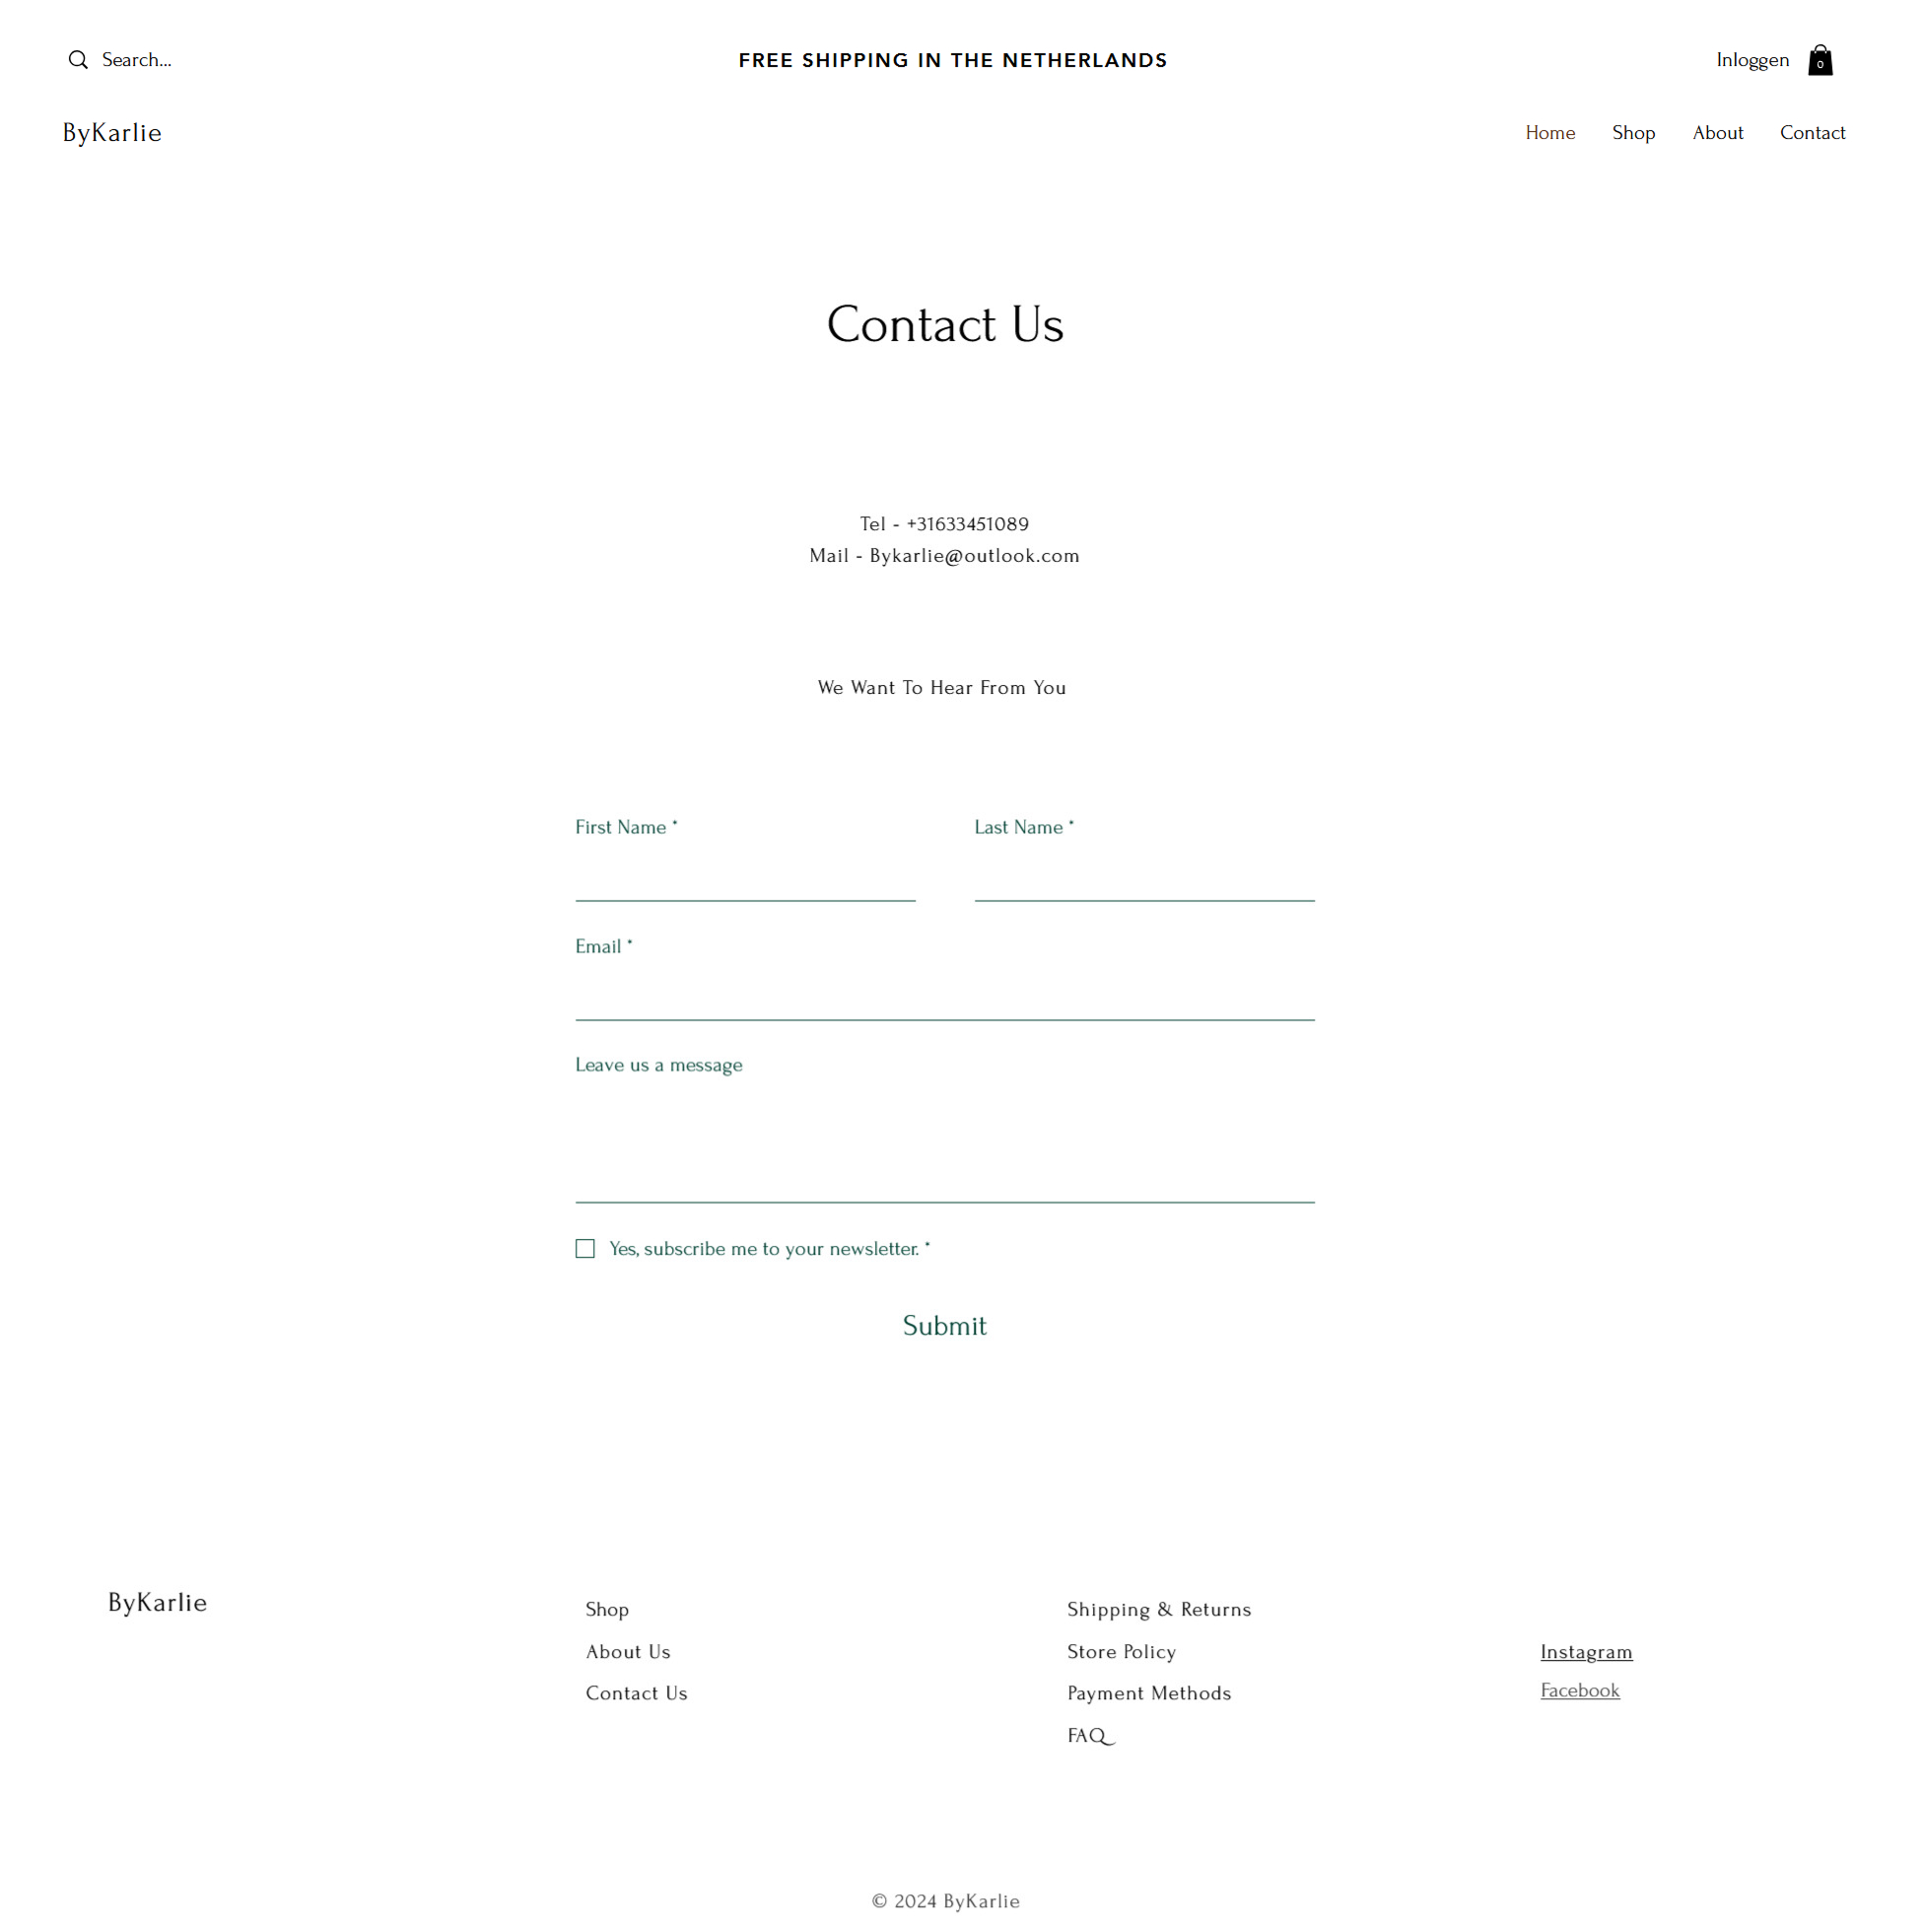 Search...
FREE SHIPPING IN THE NETHERLANDS
Inloggen
0
ByKarlie
Home
Shop
About
Contact
Contact Us
Tel - +31633451089
Mail - Bykarlie@outlook.com
We Want To Hear From You
First Name *
Last Name *
Email *
Leave us a message
Yes, subscribe me to your newsletter. *
Submit
ByKarlie
Shop
About Us
Contact Us
Shipping & Returns
Store Policy
Payment Methods
FAQ
Instagram
Facebook
© 2024 ByKarlie